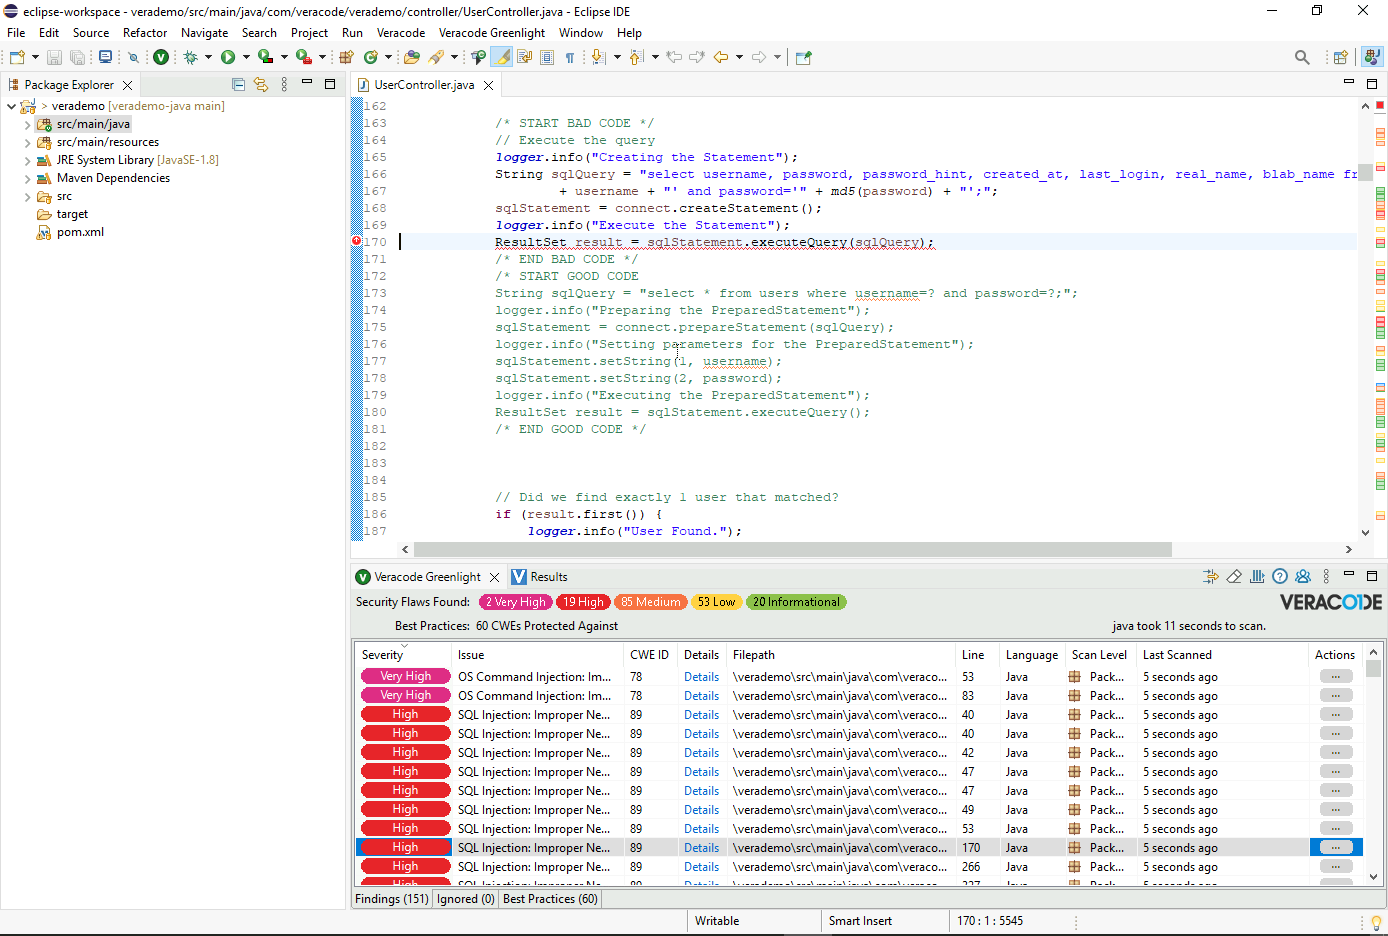 eclipse-workspace - verademo/src/main/java/com/veracode/verademo/controller/UserController.java - Eclipse IDE
File Edit Source Refactor Navigate Search Project Run Veracode Veracode Greenlight Window Help
Package Explorer
verademo [verademo-java main]
src/main/java
src/main/resources
JRE System Library [JavaSE-1.8]
Maven Dependencies
src
target
pom.xml
UserController.java
162
163 /* START BAD CODE */
164 // Execute the query
165 logger.info("Creating the Statement");
166 String sqlQuery = "select username, password, password_hint, created_at, last_login, real_name, blab_name fr
167 + username + "' and password='" + md5(password) + "';";
168 sqlStatement = connect.createStatement();
169 logger.info("Execute the Statement");
170 ResultSet result = sqlStatement.executeQuery(sqlQuery);
171 /* END BAD CODE */
172 /* START GOOD CODE
173 String sqlQuery = "select * from users where username=? and password=?;";
174 logger.info("Preparing the PreparedStatement");
175 sqlStatement = connect.prepareStatement(sqlQuery);
176 logger.info("Setting parameters for the PreparedStatement");
177 sqlStatement.setString(1, username);
178 sqlStatement.setString(2, password);
179 logger.info("Executing the PreparedStatement");
180 ResultSet result = sqlStatement.executeQuery();
181 /* END GOOD CODE */
182
183
184
185 // Did we find exactly 1 user that matched?
186 if (result.first()) {
187 logger.info("User Found.");
Veracode Greenlight Results
Security Flaws Found: 2 Very High 19 High 85 Medium 53 Low 20 Informational
VERACODE
Best Practices: 60 CWEs Protected Against java took 11 seconds to scan.
Severity Issue CWE ID Details Filepath Line Language Scan Level Last Scanned Actions
Very High OS Command Injection: Im... 78 Details \verademo\src\main\java\com\veraco... 53 Java Pack... 5 seconds ago ...
Very High OS Command Injection: Im... 78 Details \verademo\src\main\java\com\veraco... 83 Java Pack... 5 seconds ago ...
High SQL Injection: Improper Ne... 89 Details \verademo\src\main\java\com\veraco... 40 Java Pack... 5 seconds ago ...
High SQL Injection: Improper Ne... 89 Details \verademo\src\main\java\com\veraco... 40 Java Pack... 5 seconds ago ...
High SQL Injection: Improper Ne... 89 Details \verademo\src\main\java\com\veraco... 42 Java Pack... 5 seconds ago ...
High SQL Injection: Improper Ne... 89 Details \verademo\src\main\java\com\veraco... 47 Java Pack... 5 seconds ago ...
High SQL Injection: Improper Ne... 89 Details \verademo\src\main\java\com\veraco... 47 Java Pack... 5 seconds ago ...
High SQL Injection: Improper Ne... 89 Details \verademo\src\main\java\com\veraco... 49 Java Pack... 5 seconds ago ...
High SQL Injection: Improper Ne... 89 Details \verademo\src\main\java\com\veraco... 53 Java Pack... 5 seconds ago ...
High SQL Injection: Improper Ne... 89 Details \verademo\src\main\java\com\veraco... 170 Java Pack... 5 seconds ago ...
High SQL Injection: Improper Ne... 89 Details \verademo\src\main\java\com\veraco... 266 Java Pack... 5 seconds ago ...
Findings (151) Ignored (0) Best Practices (60)
Writable Smart Insert 170 : 1 : 5545